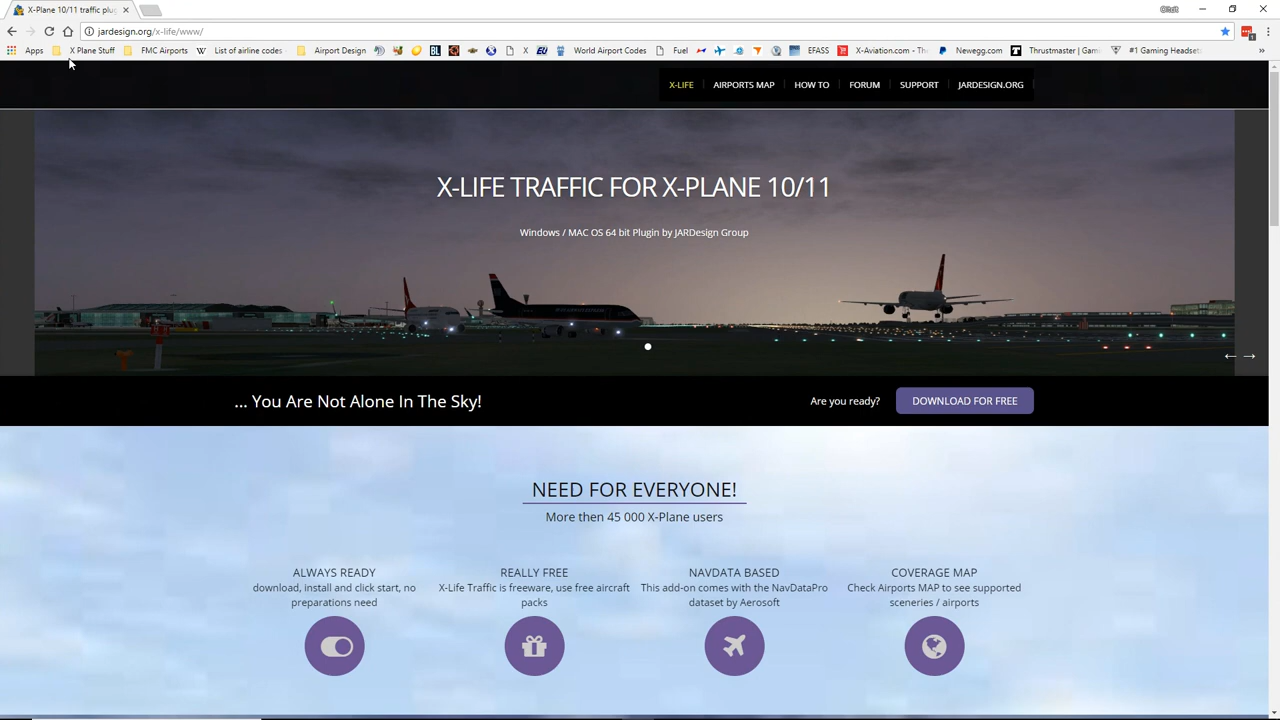 X-Plane 10/11 traffic plu
jardesign.org/x-life/www/
Apps X Plane Stuff FMC Airports List of airline codes Airport Design X World Airport Codes Fuel EFASS X-Aviation.com - The Newegg.com Thrustmaster | Gami #1 Gaming Headsets
X-LIFE AIRPORTS MAP HOW TO FORUM SUPPORT JARDESIGN.ORG
X-LIFE TRAFFIC FOR X-PLANE 10/11
Windows / MAC OS 64 bit Plugin by JARDesign Group
... You Are Not Alone In The Sky!
Are you ready? DOWNLOAD FOR FREE
NEED FOR EVERYONE!
More then 45 000 X-Plane users
ALWAYS READY
download, install and click start, no
preparations need
REALLY FREE
X-Life Traffic is freeware, use free aircraft
packs
NAVDATA BASED
This add-on comes with the NavDataPro
dataset by Aerosoft
COVERAGE MAP
Check Airports MAP to see supported
sceneries / airports